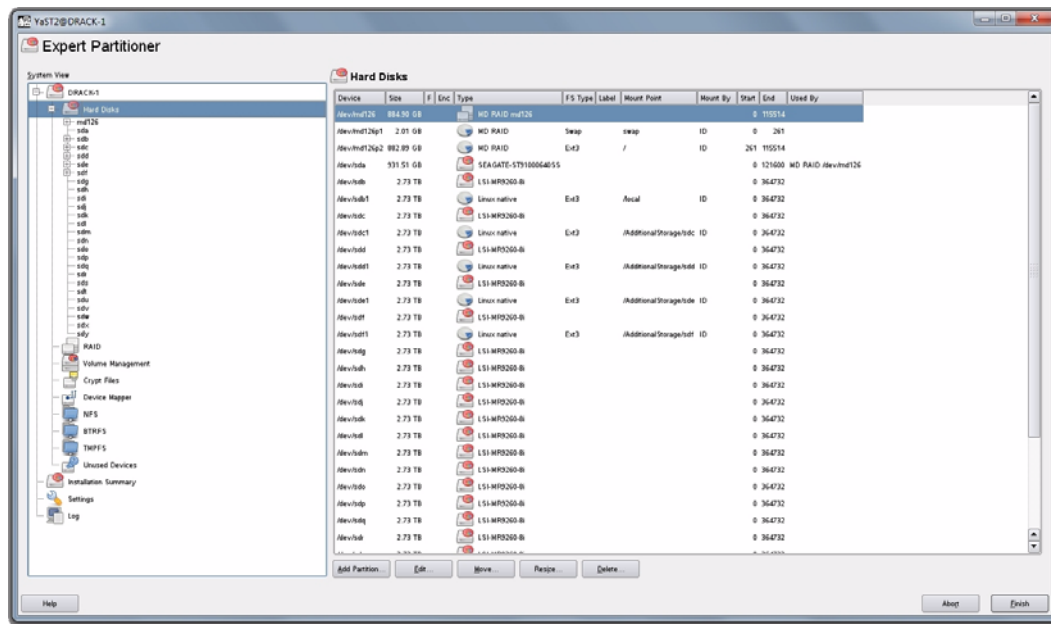 YaST2@DRACK-1
Expert Partitioner
System View
DRACK-1
Hard Disks
md126
sda
sdb
sdc
sdd
sde
sdf
sdg
sdh
sdi
sdj
sdk
sdl
sdm
sdn
sdo
sdp
sdq
sdr
sds
sdt
sdu
sdv
sdw
sdx
sdy
RAID
Volume Management
Crypt Files
Device Mapper
NFS
BTRFS
TMPFS
Unused Devices
Installation Summary
Settings
Log
Hard Disks
Device Size F Enc Type FS Type Label Mount Point Mount By Start End Used By
/dev/md126 884.90 GB MD RAID md126 0 115514
/dev/md126p1 2.01 GB MD RAID Swap swap ID 0 261
/dev/md126p2 882.89 GB MD RAID Ext3 / ID 261 115514
/dev/sda 931.51 GB SEAGATE-ST91000640SS 0 121600 MD RAID /dev/md126
/dev/sdb 2.73 TB LSI-MR9260-8i 0 364732
/dev/sdb1 2.73 TB Linux native Ext3 /local ID 0 364732
/dev/sdc 2.73 TB LSI-MR9260-8i 0 364732
/dev/sdc1 2.73 TB Linux native Ext3 /AdditionalStorage/sdc ID 0 364732
/dev/sdd 2.73 TB LSI-MR9260-8i 0 364732
/dev/sdd1 2.73 TB Linux native Ext3 /AdditionalStorage/sdd ID 0 364732
/dev/sde 2.73 TB LSI-MR9260-8i 0 364732
/dev/sde1 2.73 TB Linux native Ext3 /AdditionalStorage/sde ID 0 364732
/dev/sdf 2.73 TB LSI-MR9260-8i 0 364732
/dev/sdf1 2.73 TB Linux native Ext3 /AdditionalStorage/sdf ID 0 364732
/dev/sdg 2.73 TB LSI-MR9260-8i 0 364732
/dev/sdh 2.73 TB LSI-MR9260-8i 0 364732
/dev/sdi 2.73 TB LSI-MR9260-8i 0 364732
/dev/sdj 2.73 TB LSI-MR9260-8i 0 364732
/dev/sdk 2.73 TB LSI-MR9260-8i 0 364732
/dev/sdl 2.73 TB LSI-MR9260-8i 0 364732
/dev/sdm 2.73 TB LSI-MR9260-8i 0 364732
/dev/sdn 2.73 TB LSI-MR9260-8i 0 364732
/dev/sdo 2.73 TB LSI-MR9260-8i 0 364732
/dev/sdp 2.73 TB LSI-MR9260-8i 0 364732
/dev/sdq 2.73 TB LSI-MR9260-8i 0 364732
/dev/sdr 2.73 TB LSI-MR9260-8i 0 364732
Add Partition... Edit... Move... Resize... Delete...
Help Abort Finish